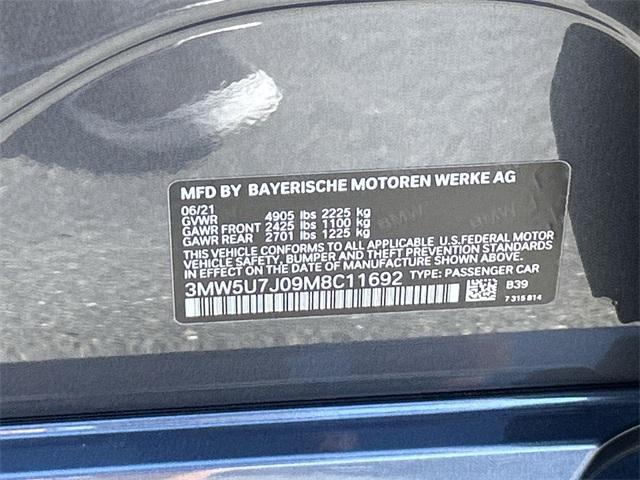 MFD BY BAYERISCHE MOTOREN WERKE AG
06/21
GVWR 4905 lbs 2225 kg
GAWR FRONT 2425 lbs 1100 kg
GAWR REAR 2701 lbs 1225 kg
THIS VEHICLE CONFORMS TO ALL APPLICABLE U.S.FEDERAL MOTOR
VEHICLE SAFETY, BUMPER AND THEFT PREVENTION STANDARDS
IN EFFECT ON THE DATE OF MANUFACTURE SHOWN ABOVE.
3MW5U7J09M8C11692 TYPE: PASSENGER CAR
B39
7 315 814